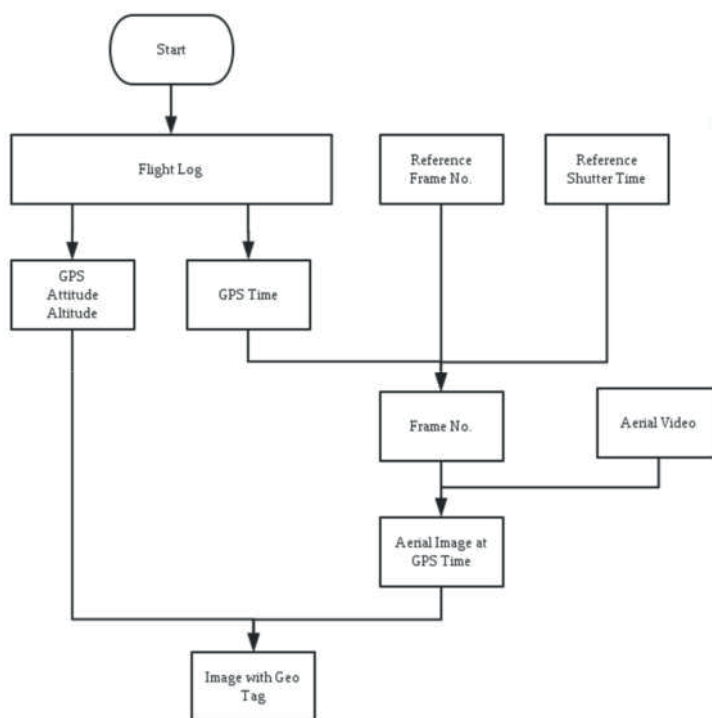 Start
Flight Log
Reference
Frame No.
Reference
Shutter Time
GPS
Attitude
Altitude
GPS Time
Frame No.
Aerial Video
Aerial Image at
GPS Time
Image with Geo
Tag